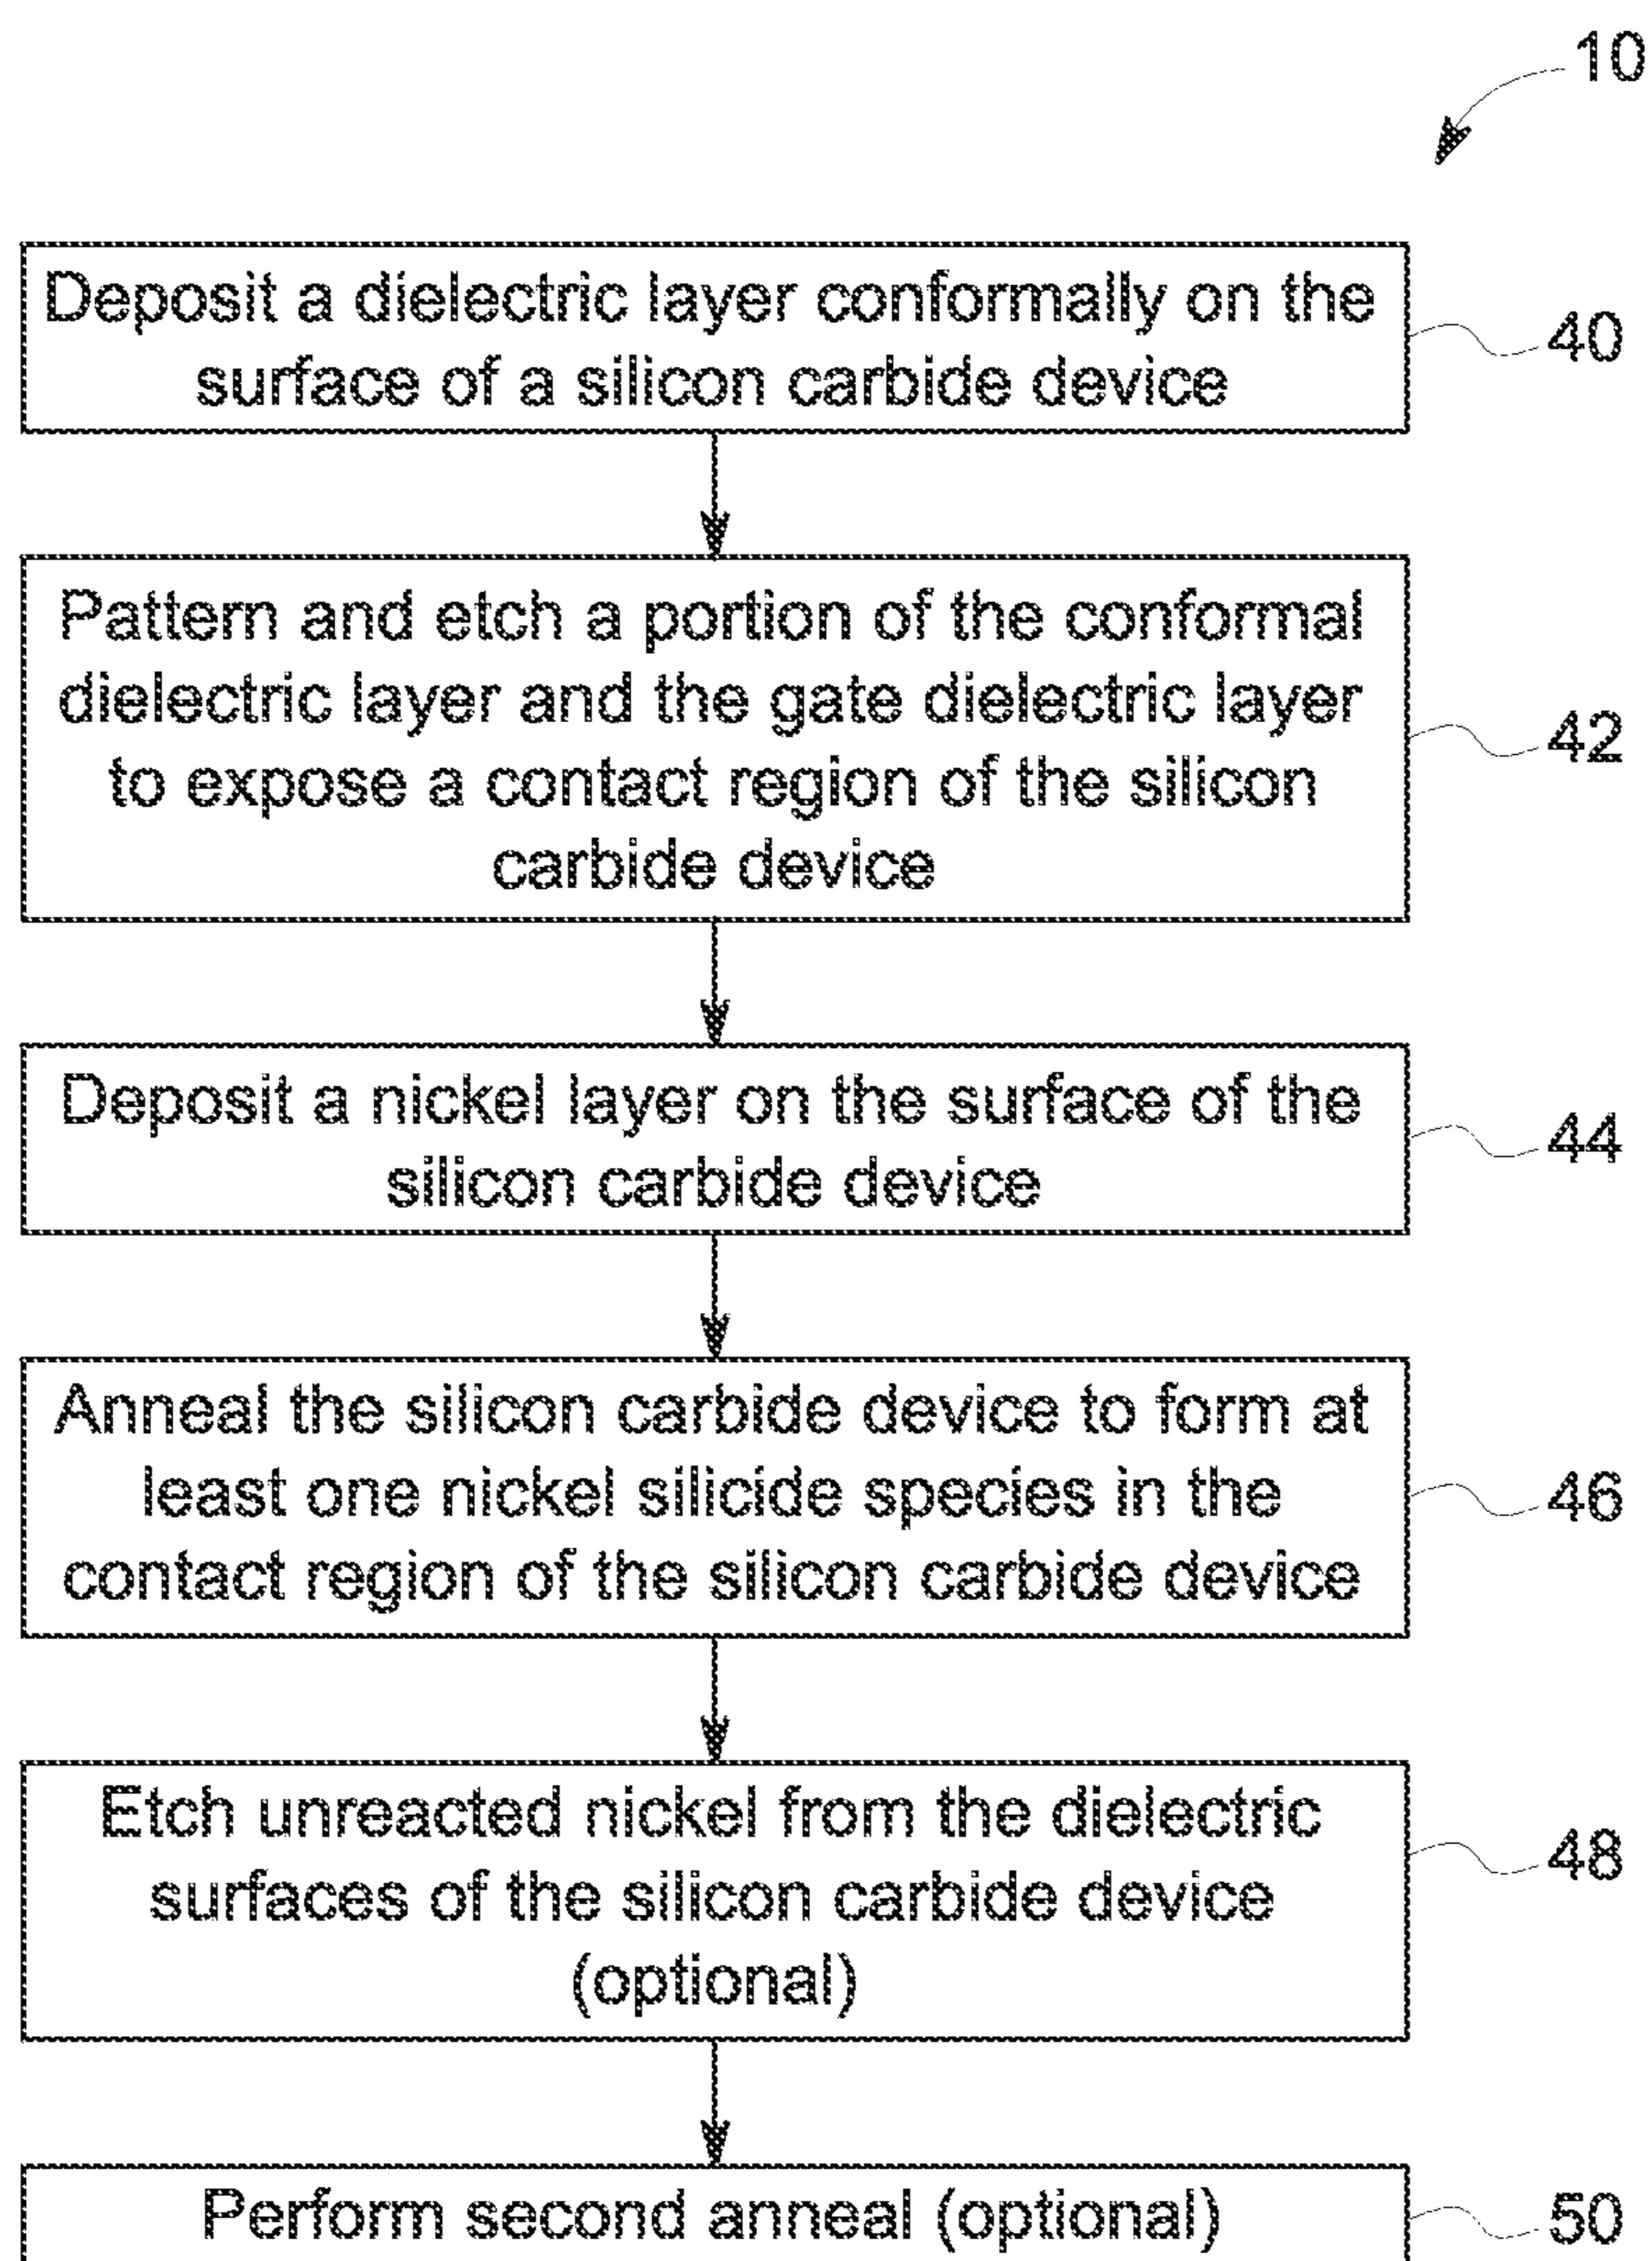 10
Deposit a dielectric layer conformally on the
surface of a silicon carbide device
40
Pattern and etch a portion of the conformal
dielectric layer and the gate dielectric layer
to expose a contact region of the silicon
carbide device
42
Deposit a nickel layer on the surface of the
silicon carbide device
44
Anneal the silicon carbide device to form at
least one nickel silicide species in the
contact region of the silicon carbide device
46
Etch unreacted nickel from the dielectric
surfaces of the silicon carbide device
(optional)
48
Perform second anneal (optional)
50